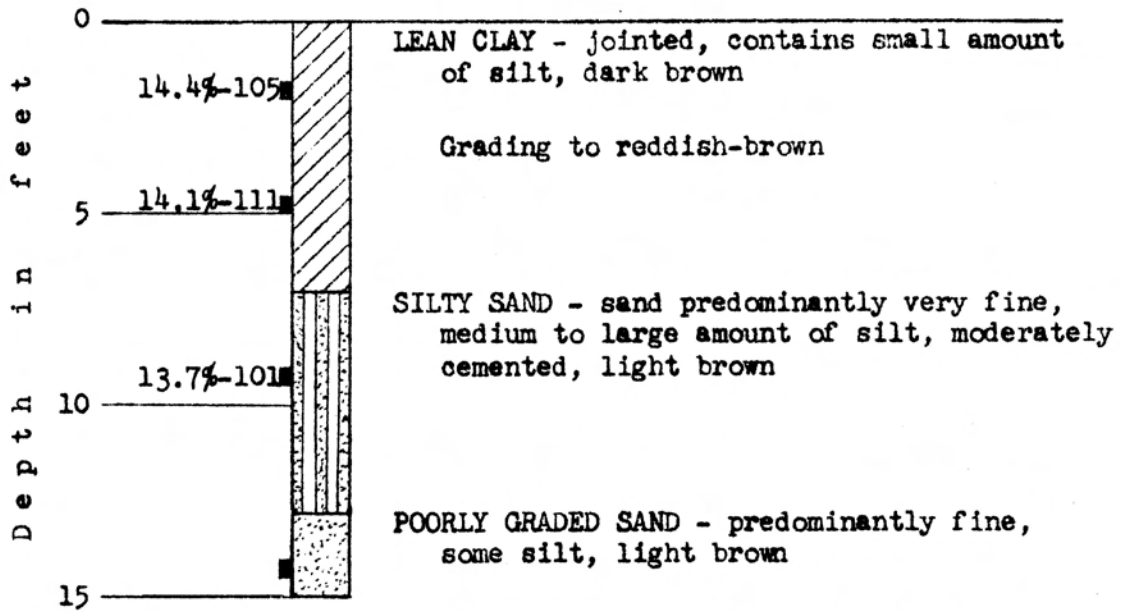 0
LEAN CLAY - jointed, contains small amount
of silt, dark brown
14.4%-105
Grading to reddish-brown
14.1%-111
5
SILTY SAND - sand predominantly very fine,
medium to large amount of silt, moderately
cemented, light brown
13.7%-101
10
POORLY GRADED SAND - predominantly fine,
some silt, light brown
15
Depth in feet